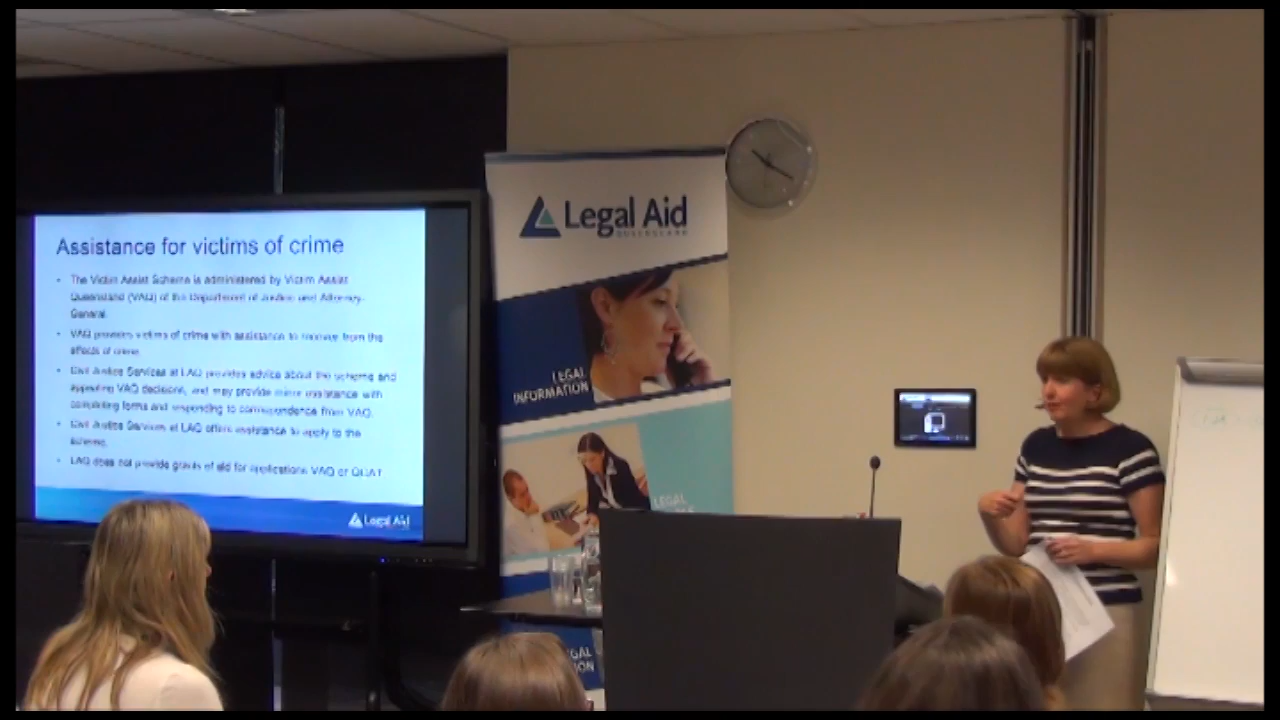 Assistance for victims of crime
• The Victim Assist Scheme is administered by Victim Assist
Queensland (VAQ) of the Department of Justice and Attorney-
General.
• VAQ provides victims of crime with assistance to recover from the
effects of crime.
• Civil Justice Services at LAQ provides advice about the scheme and
appealing VAQ decisions, and may provide minor assistance with
completing forms and responding to correspondence from VAQ.
• Civil Justice Services at LAQ offers assistance to apply to the
scheme.
• LAQ does not provide grants of aid for applications VAQ or QCAT
Legal Aid
Legal Aid
QUEENSLAND
LEGAL
INFORMATION
LEGAL